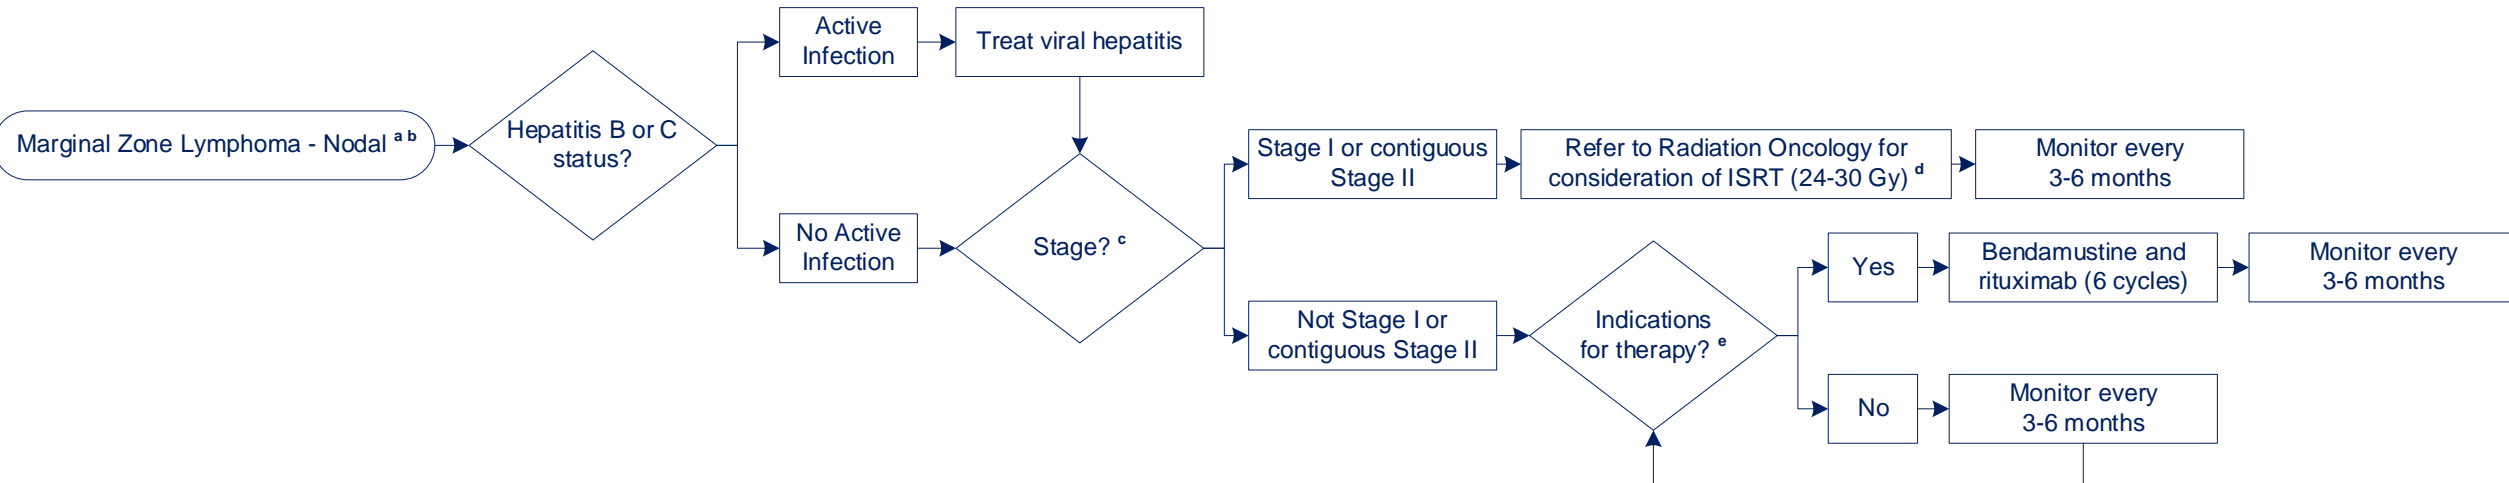 Marginal Zone Lymphoma - Nodal a b
Hepatitis B or C
status?
Active
Infection
Treat viral hepatitis
No Active
Infection
Stage? c
Stage I or contiguous
Stage II
Refer to Radiation Oncology for
consideration of ISRT (24-30 Gy) d
Monitor every
3-6 months
Not Stage I or
contiguous Stage II
Indications
for therapy? e
Yes
Bendamustine and
rituximab (6 cycles)
Monitor every
3-6 months
No
Monitor every
3-6 months